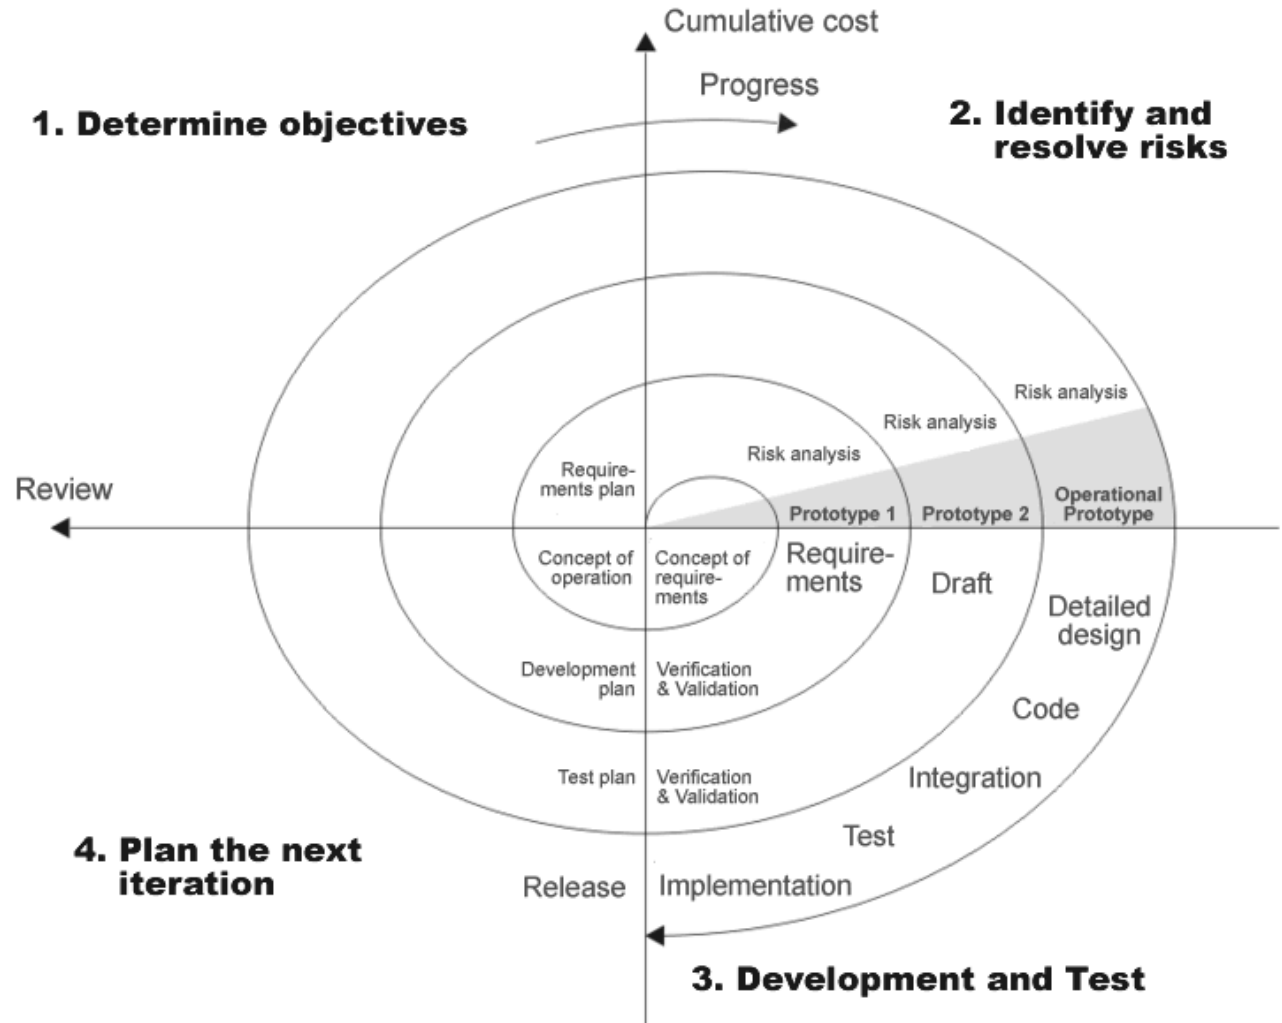 Cumulative cost
Progress
1. Determine objectives
2. Identify and
resolve risks
Risk analysis
Risk analysis
Risk analysis
Require-
ments plan
Review
Prototype 1
Prototype 2
Operational
Prototype
Concept of
operation
Concept of
require-
ments
Require-
ments
Draft
Detailed
design
Development
plan
Verification
& Validation
Code
Test plan
Verification
& Validation
Integration
Test
4. Plan the next
iteration
Release
Implementation
3. Development and Test